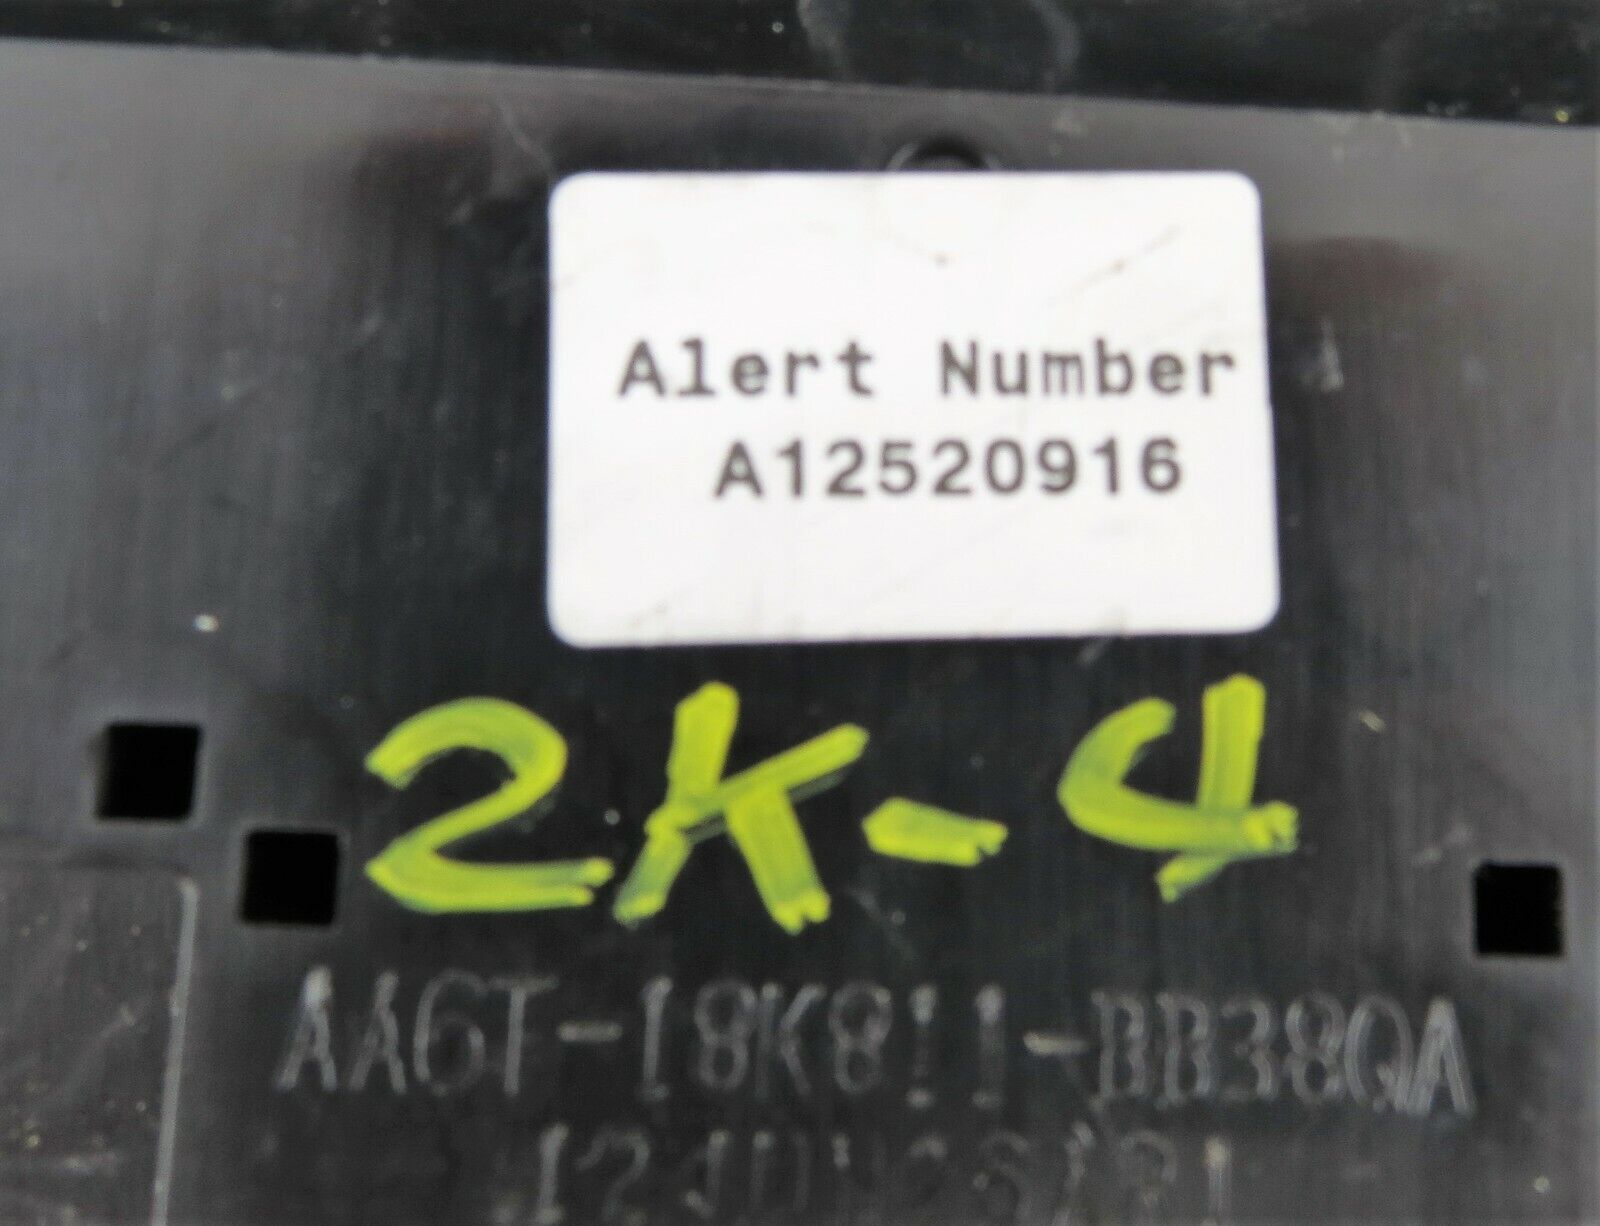 Alert Number
A12520916
2K-4
AA6T-18K811-BB38QA